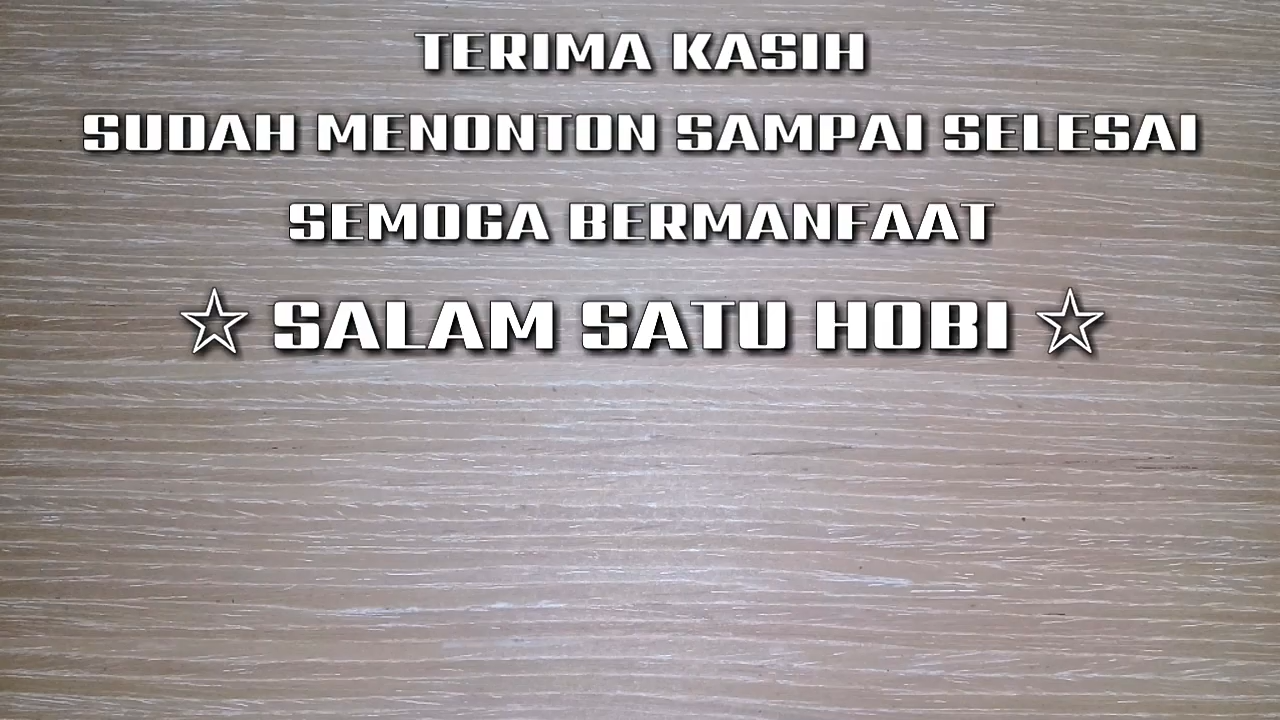 TERIMA KASIH
SUDAH MENONTON SAMPAI SELESAI
SEMOGA BERMANFAAT
☆ SALAM SATU HOBI ☆